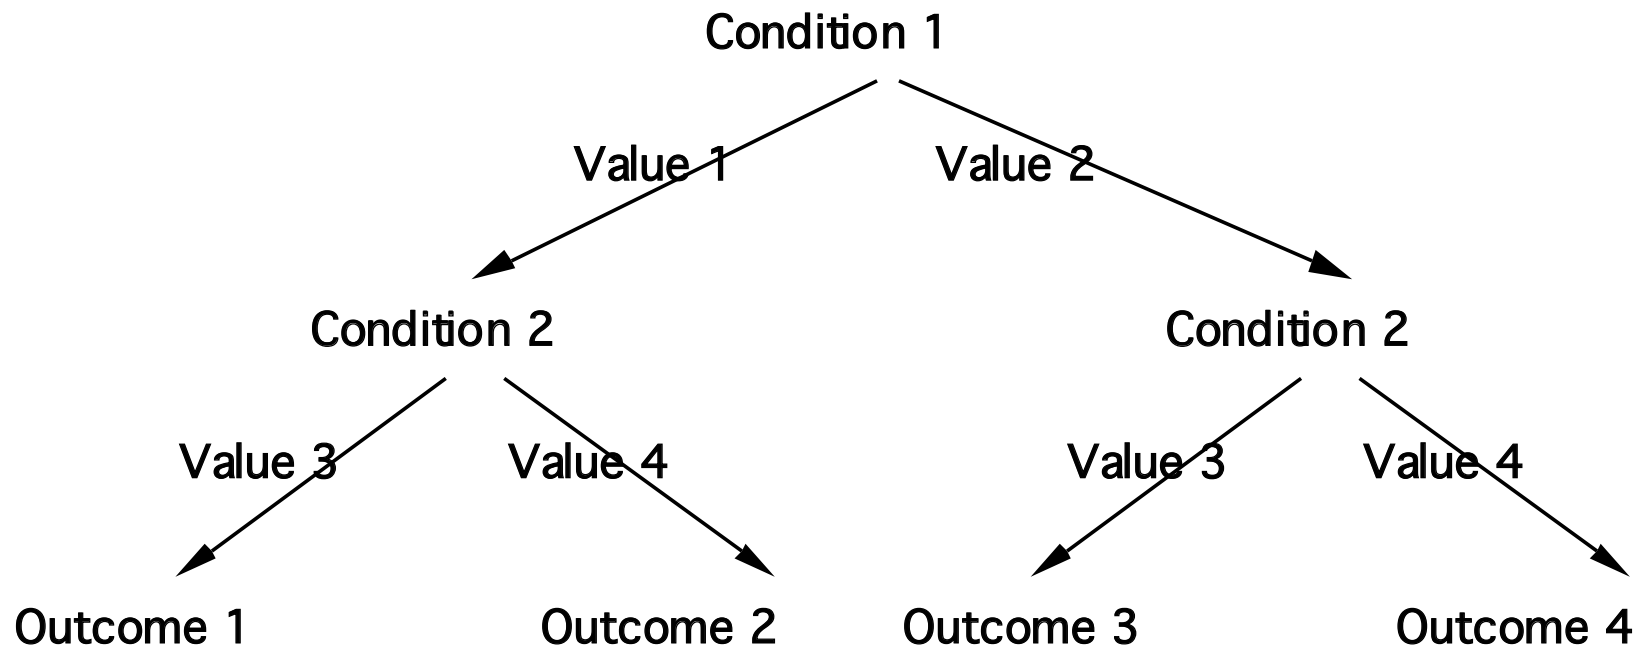 Condition 1
Value 1 Value 2
Condition 2 Condition 2
Value 3 Value 4 Value 3 Value 4
Outcome 1 Outcome 2 Outcome 3 Outcome 4